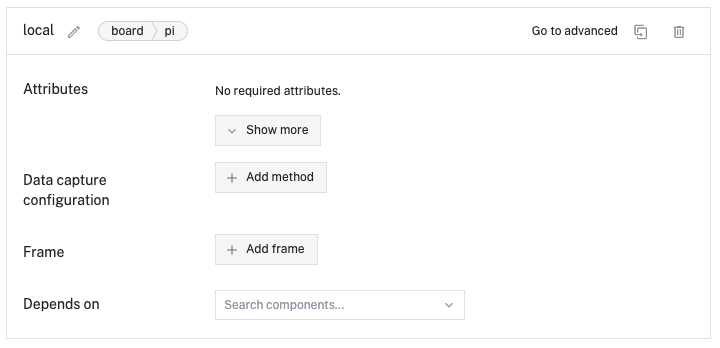 local board pi Go to advanced
Attributes No required attributes.
Show more
Data capture
configuration
Add method
Frame Add frame
Depends on Search components...